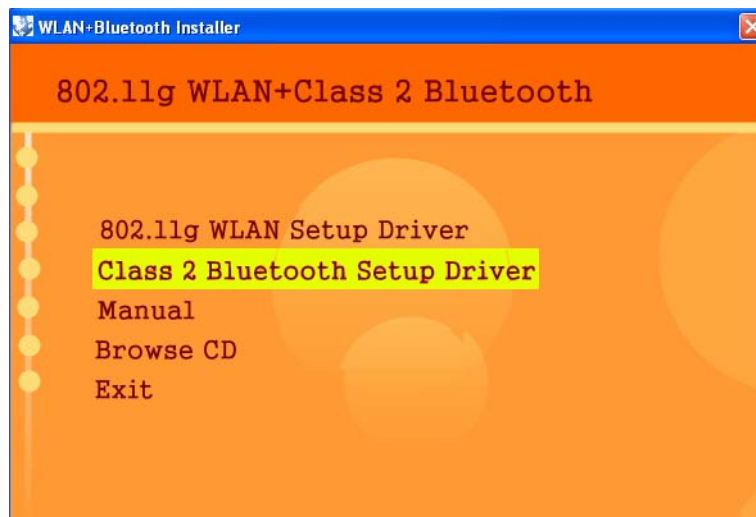 WLAN+Bluetooth Installer
802.11g WLAN+Class 2 Bluetooth
802.11g WLAN Setup Driver
Class 2 Bluetooth Setup Driver
Manual
Browse CD
Exit